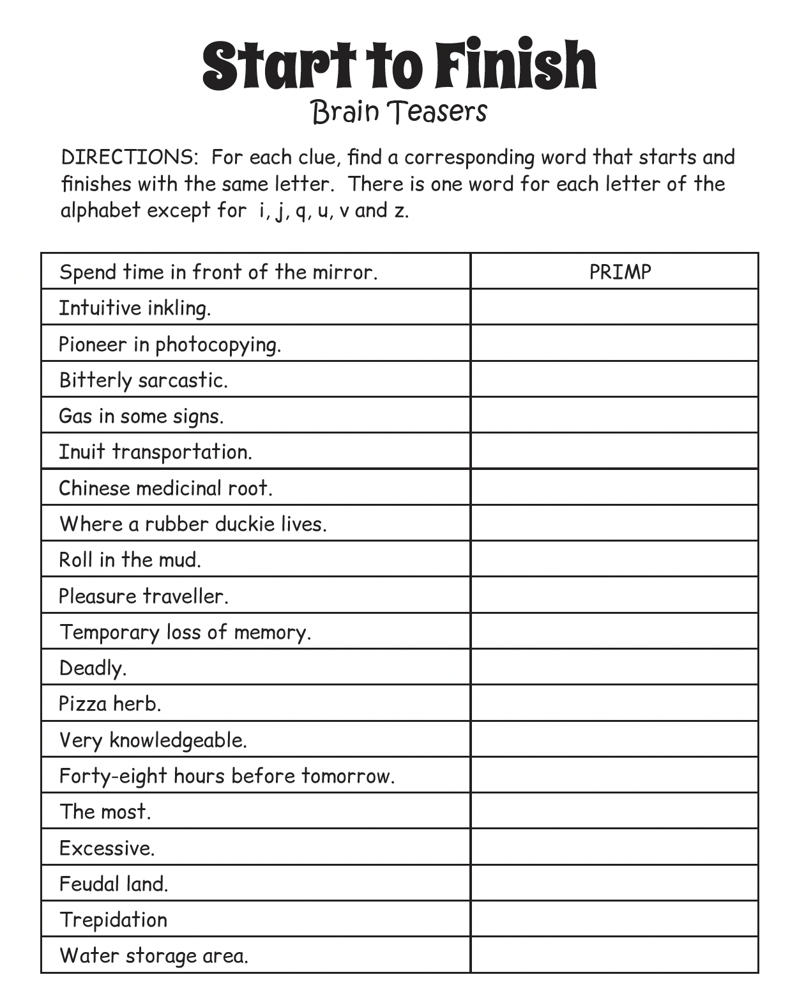 Start to Finish
Brain Teasers
DIRECTIONS: For each clue, find a corresponding word that starts and
finishes with the same letter. There is one word for each letter of the
alphabet except for i, j, q, u, v and z.
Spend time in front of the mirror. PRIMP
Intuitive inkling.
Pioneer in photocopying.
Bitterly sarcastic.
Gas in some signs.
Inuit transportation.
Chinese medicinal root.
Where a rubber duckie lives.
Roll in the mud.
Pleasure traveller.
Temporary loss of memory.
Deadly.
Pizza herb.
Very knowledgeable.
Forty-eight hours before tomorrow.
The most.
Excessive.
Feudal land.
Trepidation
Water storage area.